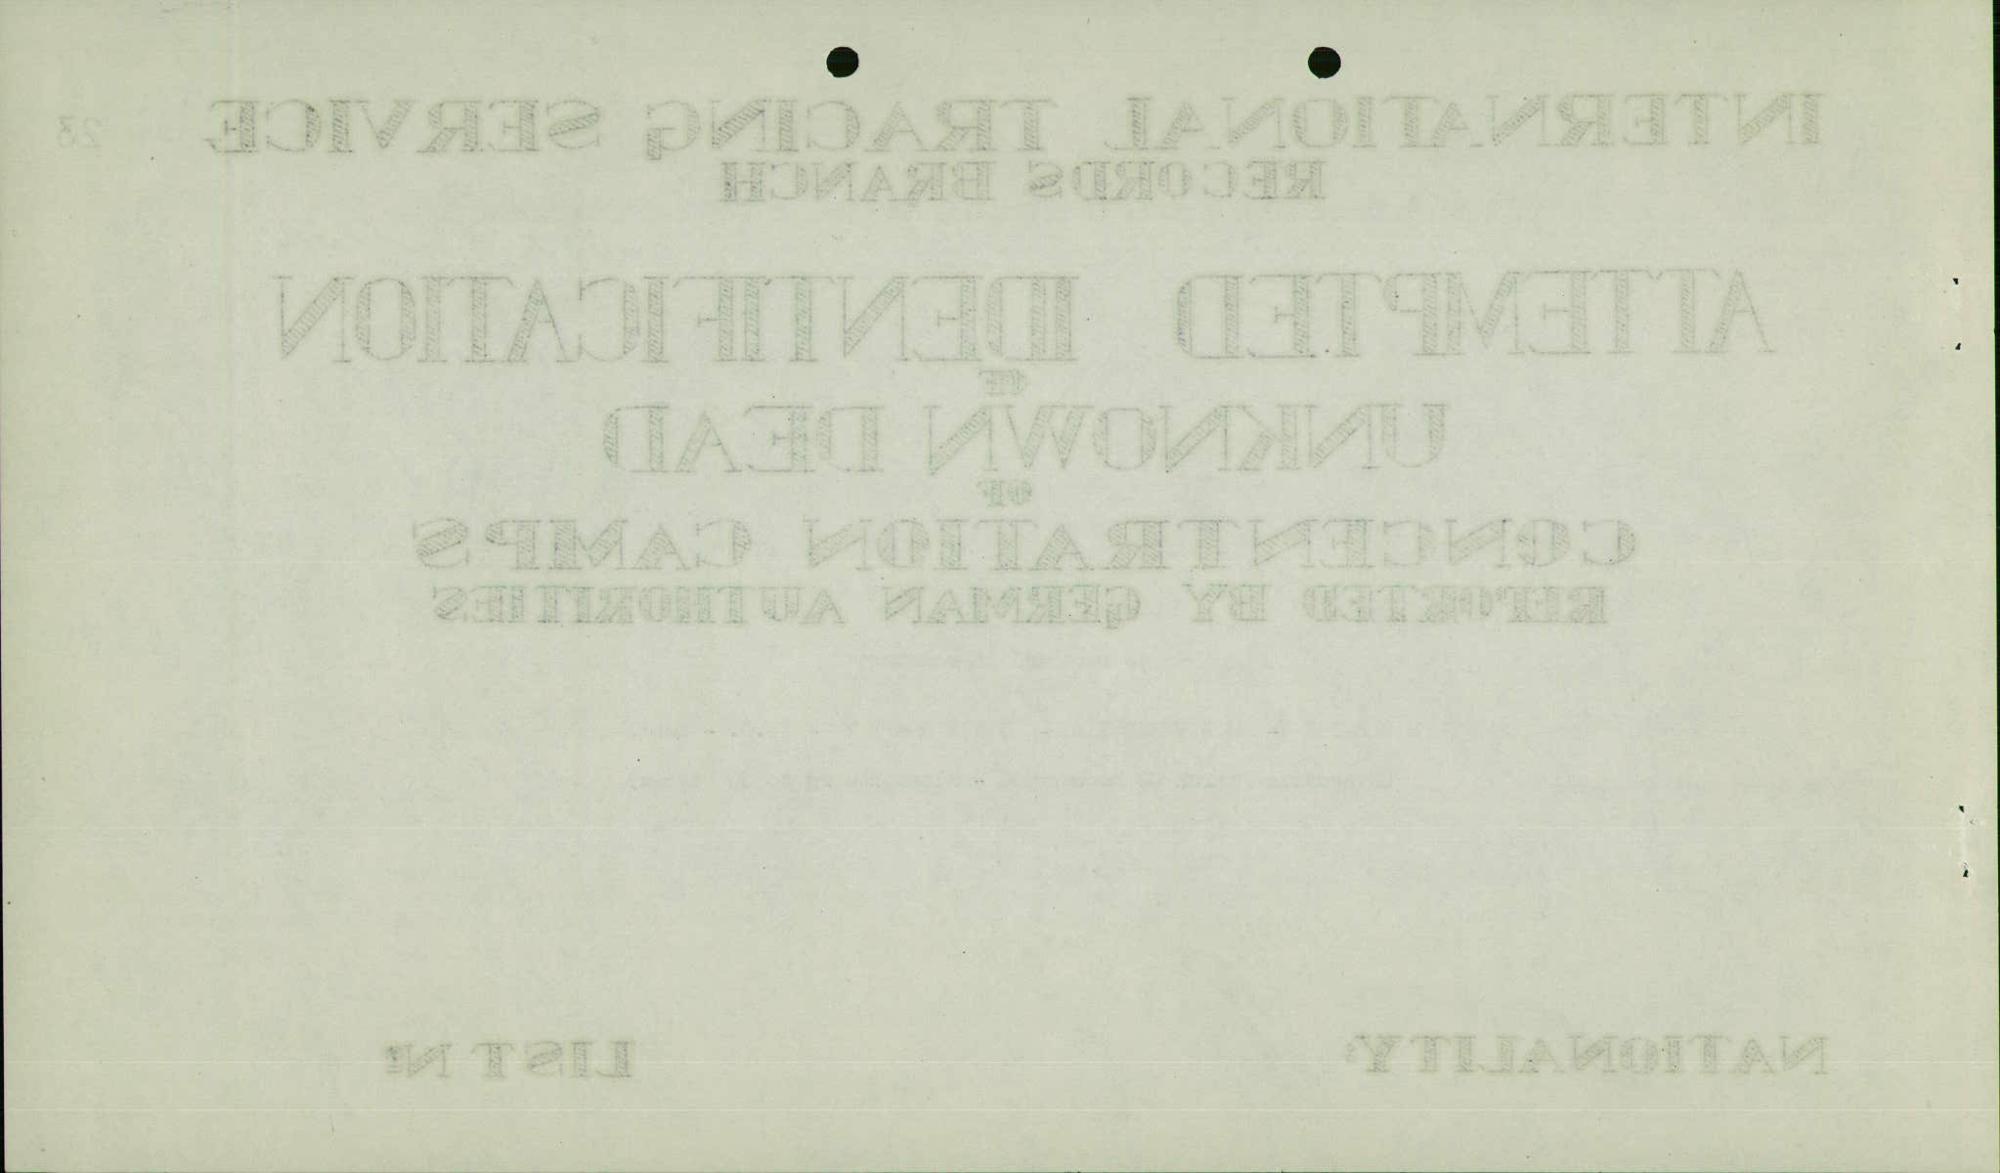 INTERNATIONAL TRACING SERVICE
23
RECORDS BRANCH
ATTEMPTED IDENTIFICATION
OF
UNKNOWN DEAD
OF
CONCENTRATION CAMPS
REPORTED BY GERMAN AUTHORITIES
NATIONALITY:
LIST Nº